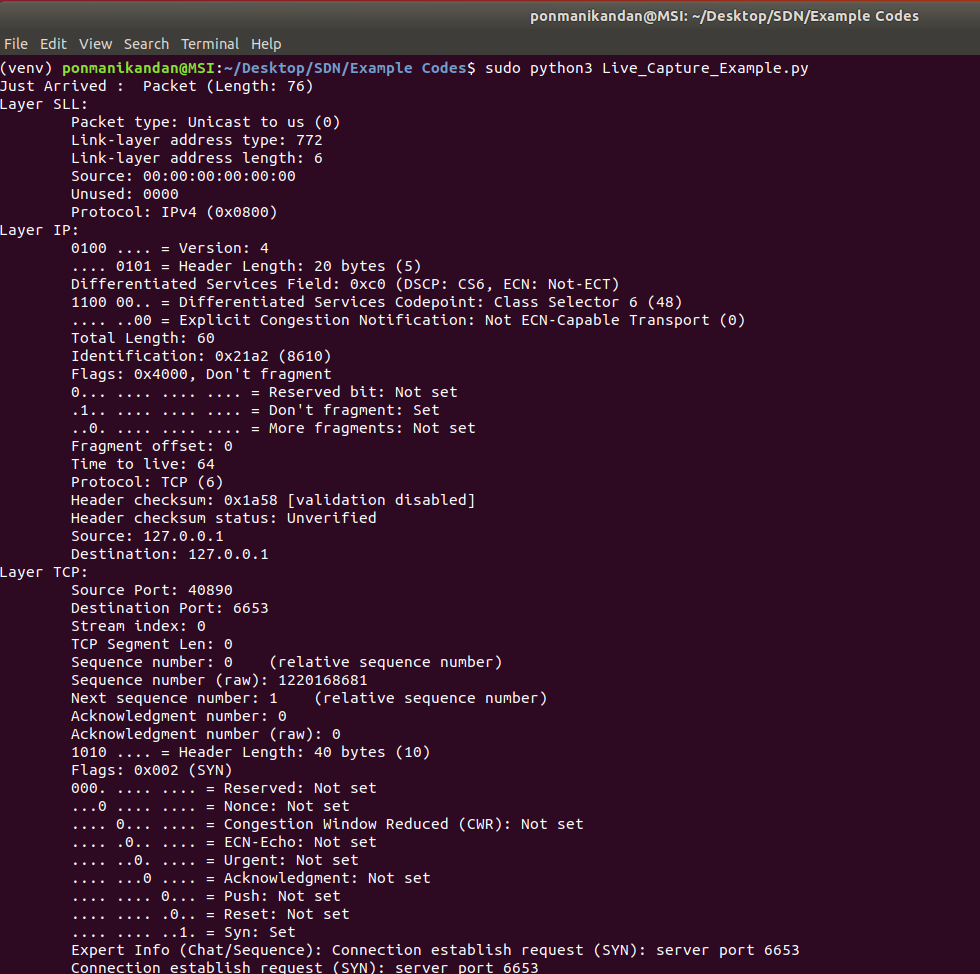 ponmanikandan@MSI: ~/Desktop/SDN/Example Codes
File Edit View Search Terminal Help
(venv) ponmanikandan@MSI:~/Desktop/SDN/Example Codes$ sudo python3 Live_Capture_Example.py
Just Arrived :  Packet (Length: 76)
Layer SLL:
        Packet type: Unicast to us (0)
        Link-layer address type: 772
        Link-layer address length: 6
        Source: 00:00:00:00:00:00
        Unused: 0000
        Protocol: IPv4 (0x0800)
Layer IP:
        0100 .... = Version: 4
        .... 0101 = Header Length: 20 bytes (5)
        Differentiated Services Field: 0xc0 (DSCP: CS6, ECN: Not-ECT)
        1100 00.. = Differentiated Services Codepoint: Class Selector 6 (48)
        .... ..00 = Explicit Congestion Notification: Not ECN-Capable Transport (0)
        Total Length: 60
        Identification: 0x21a2 (8610)
        Flags: 0x4000, Don't fragment
        0... .... .... .... = Reserved bit: Not set
        .1.. .... .... .... = Don't fragment: Set
        ..0. .... .... .... = More fragments: Not set
        Fragment offset: 0
        Time to live: 64
        Protocol: TCP (6)
        Header checksum: 0x1a58 [validation disabled]
        Header checksum status: Unverified
        Source: 127.0.0.1
        Destination: 127.0.0.1
Layer TCP:
        Source Port: 40890
        Destination Port: 6653
        Stream index: 0
        TCP Segment Len: 0
        Sequence number: 0    (relative sequence number)
        Sequence number (raw): 1220168681
        Next sequence number: 1    (relative sequence number)
        Acknowledgment number: 0
        Acknowledgment number (raw): 0
        1010 .... = Header Length: 40 bytes (10)
        Flags: 0x002 (SYN)
        000. .... .... = Reserved: Not set
        ...0 .... .... = Nonce: Not set
        .... 0... .... = Congestion Window Reduced (CWR): Not set
        .... .0.. .... = ECN-Echo: Not set
        .... ..0. .... = Urgent: Not set
        .... ...0 .... = Acknowledgment: Not set
        .... .... 0... = Push: Not set
        .... .... .0.. = Reset: Not set
        .... .... ..1. = Syn: Set
        Expert Info (Chat/Sequence): Connection establish request (SYN): server port 6653
        Connection establish request (SYN): server port 6653